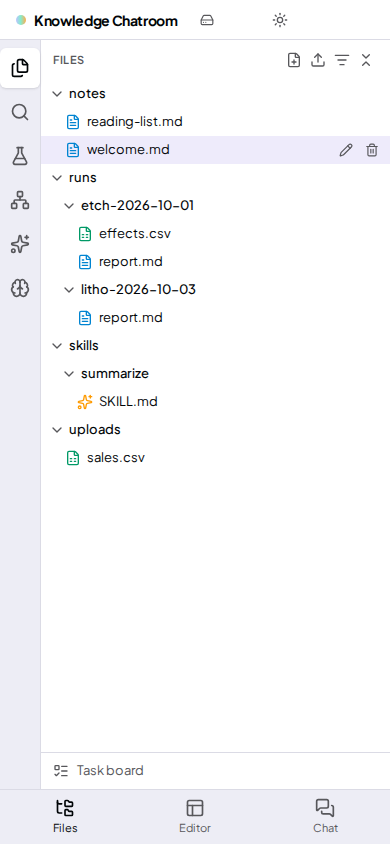 Knowledge Chatroom
FILES
notes
reading-list.md
welcome.md
runs
etch-2026-10-01
effects.csv
report.md
litho-2026-10-03
report.md
skills
summarize
SKILL.md
uploads
sales.csv
Task board
Files
Editor
Chat